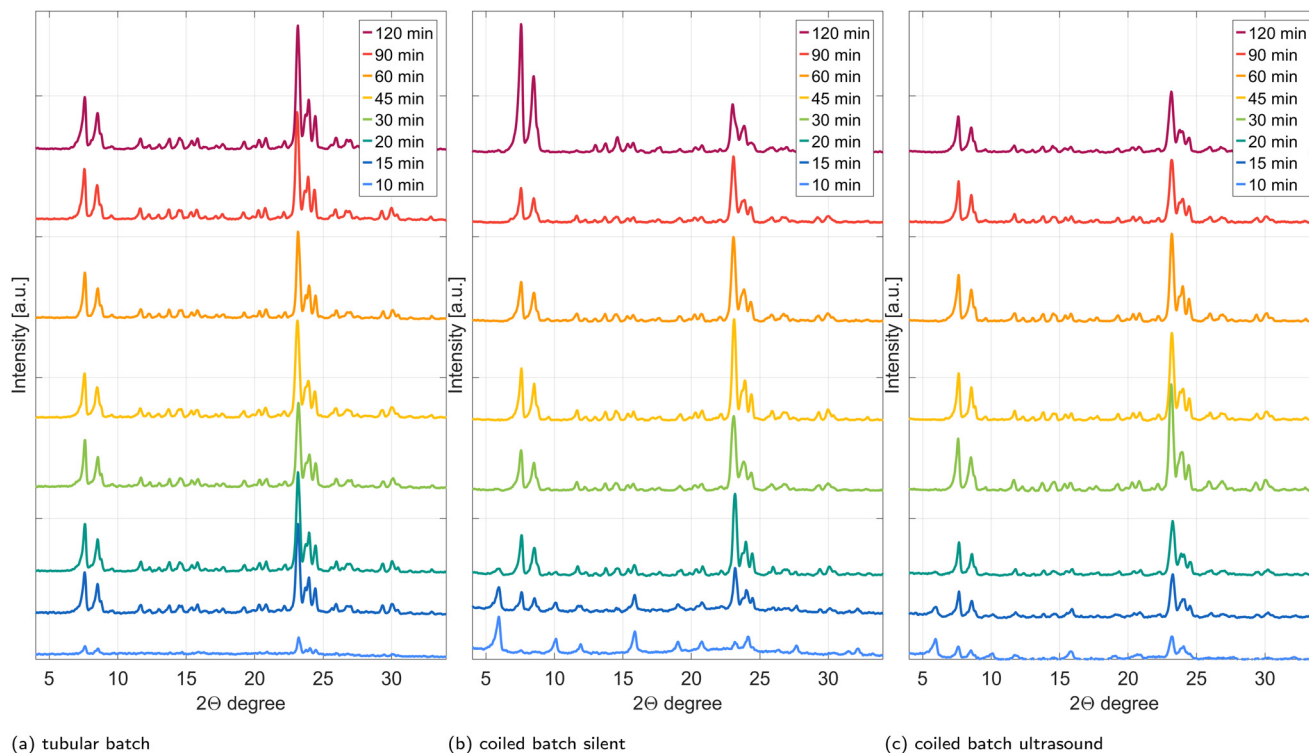 120 min
90 min
60 min
45 min
30 min
20 min
15 min
10 min
Intensity [a.u.]
5 10 15 20 25 30
2Θ degree
(a) tubular batch
120 min
90 min
60 min
45 min
30 min
20 min
15 min
10 min
Intensity [a.u.]
5 10 15 20 25 30
2Θ degree
(b) coiled batch silent
120 min
90 min
60 min
45 min
30 min
20 min
15 min
10 min
Intensity [a.u.]
5 10 15 20 25 30
2Θ degree
(c) coiled batch ultrasound